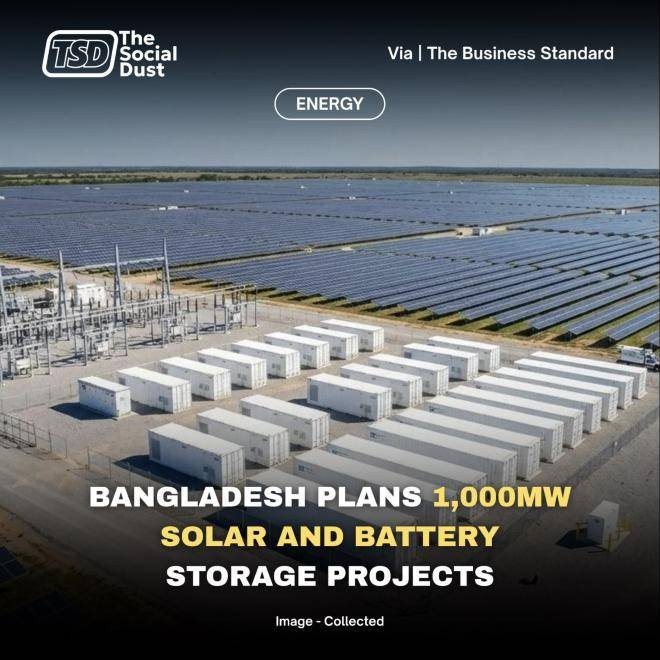 TSD
The
Social
Dust
Via | The Business Standard
ENERGY
BANGLADESH PLANS 1,000MW
SOLAR AND BATTERY
STORAGE PROJECTS
Image - Collected